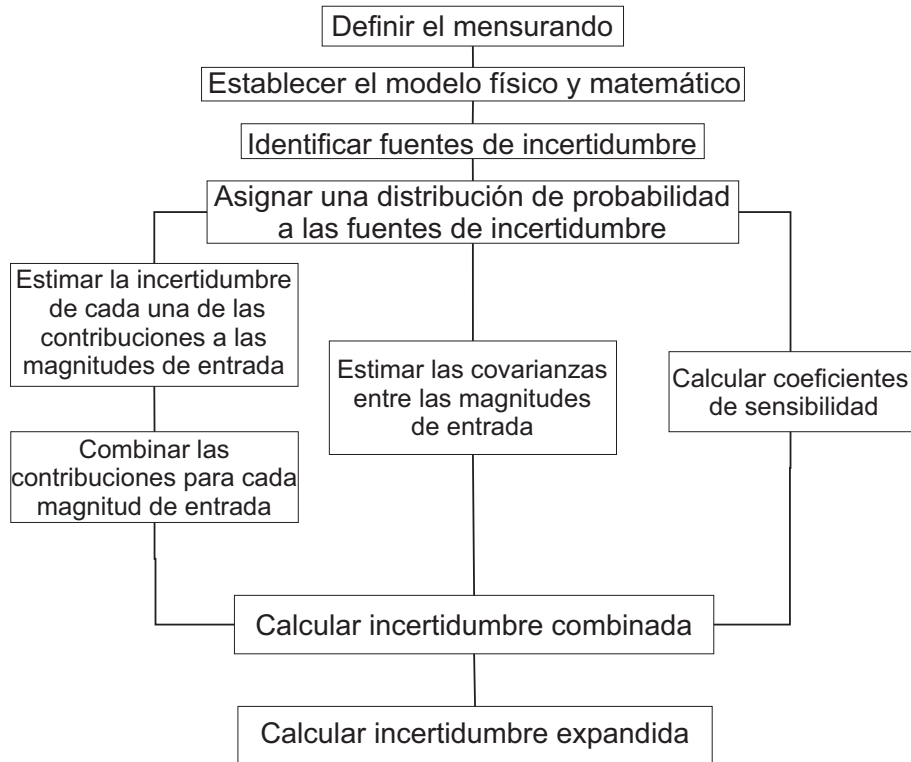 Definir el mensurando
Establecer el modelo físico y matemático
Identificar fuentes de incertidumbre
Asignar una distribución de probabilidad
a las fuentes de incertidumbre
Estimar la incertidumbre
de cada una de las
contribuciones a las
magnitudes de entrada
Combinar las
contribuciones para cada
magnitud de entrada
Estimar las covarianzas
entre las magnitudes
de entrada
Calcular coeficientes
de sensibilidad
Calcular incertidumbre combinada
Calcular incertidumbre expandida